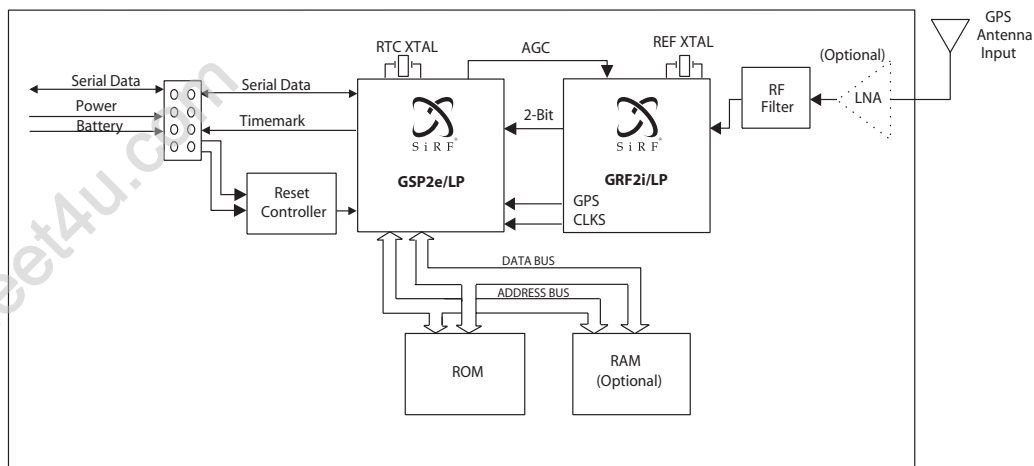 GPS
Antenna
Input
RTC XTAL
AGC
REF XTAL
(Optional)
Serial Data
Serial Data
RF
Filter
LNA
Power
2-Bit
Battery
Timemark
SiRF®
SiRF®
GSP2e/LP
GRF2i/LP
Reset
Controller
GPS
CLKS
DATA BUS
ADDRESS BUS
ROM
RAM
(Optional)
eet4u.com